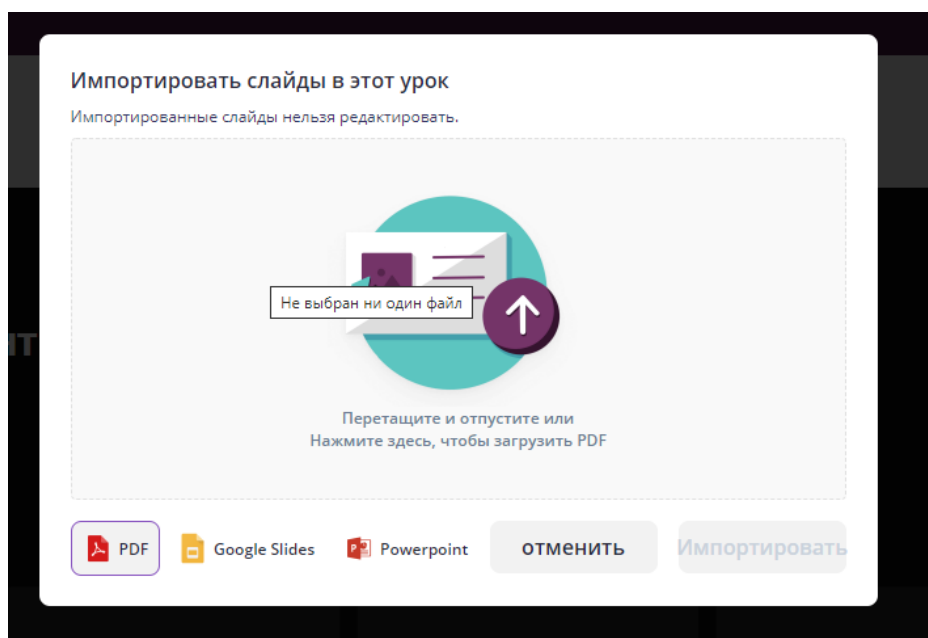 Импортировать слайды в этот урок
Импортированные слайды нельзя редактировать.
Не выбран ни один файл
Перетащите и отпустите или
Нажмите здесь, чтобы загрузить PDF
PDF
Google Slides
Powerpoint
отменить
Импортировать